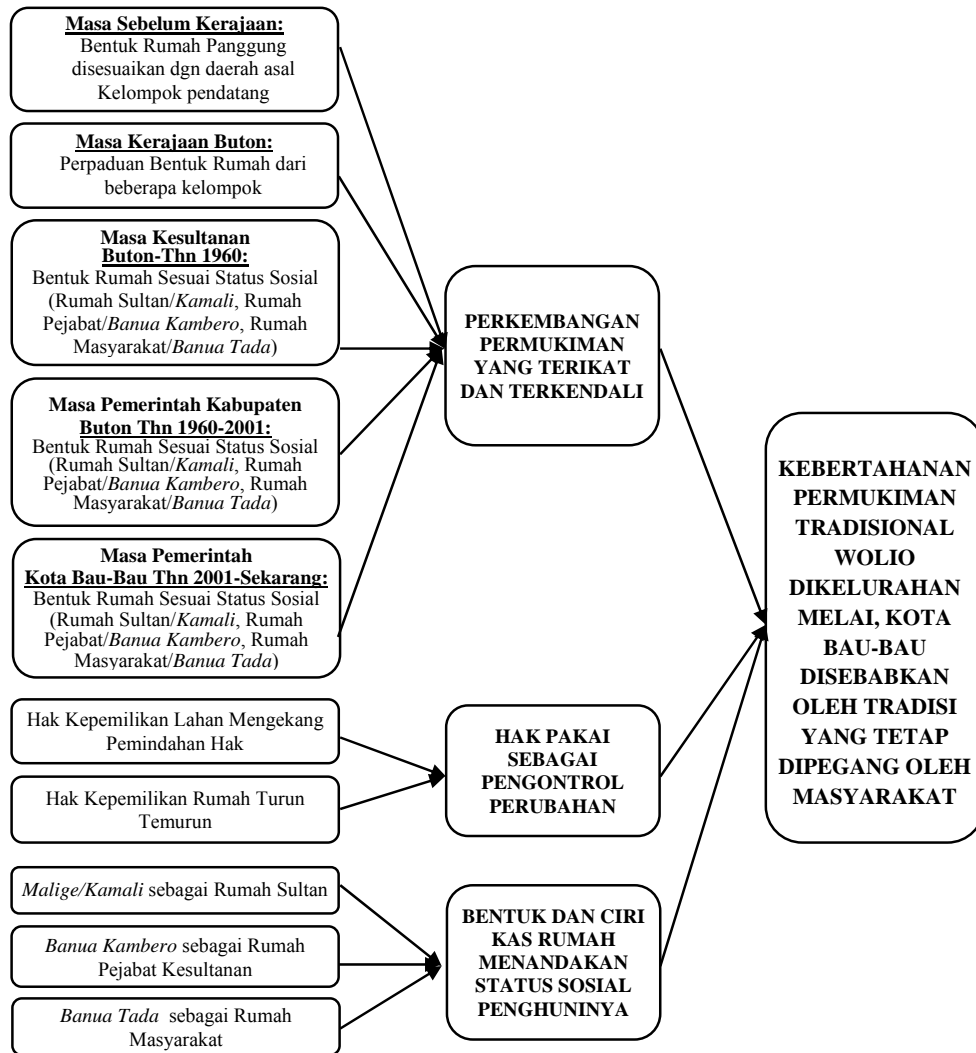 Masa Sebelum Kerajaan:
Bentuk Rumah Panggung
disesuaikan dgn daerah asal
Kelompok pendatang
Masa Kerajaan Buton:
Perpaduan Bentuk Rumah dari
beberapa kelompok
Masa Kesultanan
Buton-Thn 1960:
Bentuk Rumah Sesuai Status Sosial
(Rumah Sultan/Kamali, Rumah
Pejabat/Banua Kambero, Rumah
Masyarakat/Banua Tada)
Masa Pemerintah Kabupaten
Buton Thn 1960-2001:
Bentuk Rumah Sesuai Status Sosial
(Rumah Sultan/Kamali, Rumah
Pejabat/Banua Kambero, Rumah
Masyarakat/Banua Tada)
Masa Pemerintah
Kota Bau-Bau Thn 2001-Sekarang:
Bentuk Rumah Sesuai Status Sosial
(Rumah Sultan/Kamali, Rumah
Pejabat/Banua Kambero, Rumah
Masyarakat/Banua Tada)
Hak Kepemilikan Lahan Mengekang
Pemindahan Hak
Hak Kepemilikan Rumah Turun
Temurun
Malige/Kamali sebagai Rumah Sultan
Banua Kambero sebagai Rumah
Pejabat Kesultanan
Banua Tada sebagai Rumah
Masyarakat
PERKEMBANGAN
PERMUKIMAN
YANG TERIKAT
DAN TERKENDALI
HAK PAKAI
SEBAGAI
PENGONTROL
PERUBAHAN
BENTUK DAN CIRI
KAS RUMAH
MENANDAKAN
STATUS SOSIAL
PENGHUNINYA
KEBERTAHANAN
PERMUKIMAN
TRADISIONAL
WOLIO
DIKELURAHAN
MELAI, KOTA
BAU-BAU
DISEBABKAN
OLEH TRADISI
YANG TETAP
DIPEGANG OLEH
MASYARAKAT